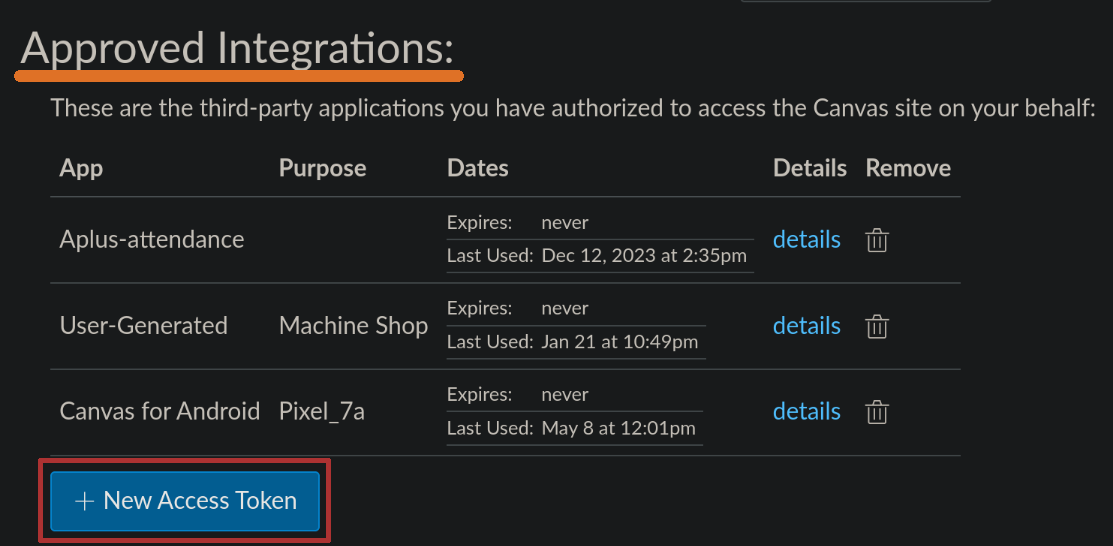 Approved Integrations:
These are the third-party applications you have authorized to access the Canvas site on your behalf:
App Purpose Dates Details Remove
Expires: never
Aplus-attendance details
Last Used: Dec 12, 2023 at 2:35pm
Expires: never
User-Generated Machine Shop details
Last Used: Jan 21 at 10:49pm
Expires: never
Canvas for Android Pixel_7a details
Last Used: May 8 at 12:01pm
+ New Access Token